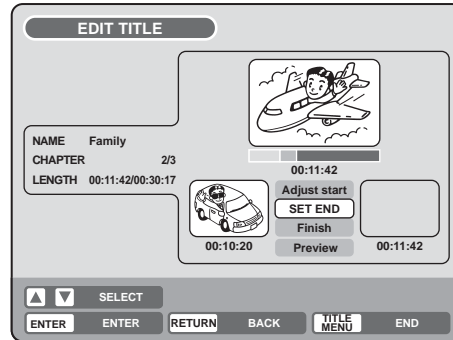 EDIT TITLE
NAME Family
CHAPTER 2/3
LENGTH 00:11:42/00:30:17
00:11:42
Adjust start
SET END
Finish
Preview
00:10:20
00:11:42
SELECT
ENTER ENTER RETURN BACK TITLE MENU END